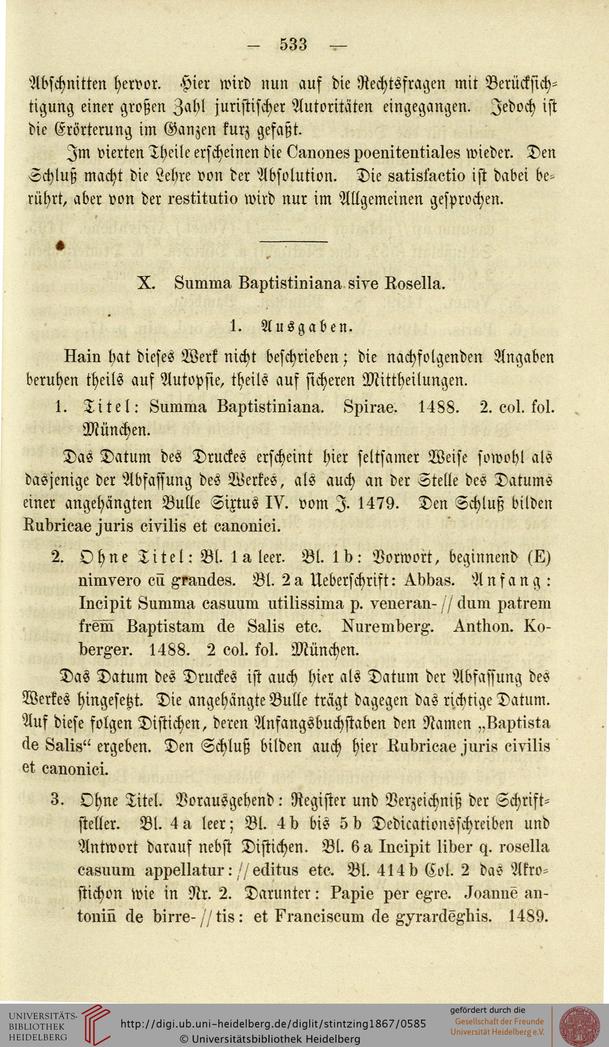 — 533 —
Abschnitten hervor. Hier wird nun auf die Rechtsfragen mit Berücksich-
tigung einer großen Zahl juristischer Autoritäten eingegangen. Jedoch ist
die Erörterung im Ganzen kurz gefaßt.
Im vierten Theile erscheinen die Canones poenitentiales wieder. Den
Schluß macht die Lehre von der Absolution. Die satisfactio ist dabei be-
rührt, aber von der restitutio wird nur im Allgemeinen gesprochen.
X. Summa Baptistiniana sive Rosella.
1. Ausgaben.
Hain hat dieses Werk nicht beschrieben; die nachfolgenden Angaben
beruhen theils auf Autopsie, theils auf sicheren Mittheilungen.
1. Titel: Summa Baptistiniana. Spirae. 1488. 2. col. fol.
München.
Das Datum des Druckes erscheint hier seltsamer Weise sowohl als
dasjenige der Abfassung des Werkes, als auch an der Stelle des Datums
einer angehängten Bulle Sixtus IV. vom J. 1479. Den Schluß bilden
Rubricae juris civilis et canonici.
2. Ohne Titel: Bl. 1 a leer. Bl. 1 b: Vorwort, beginnend (E)
nimvero cū grandes. Bl. 2 a Ueberschrift: Abbas. Anfang:
Incipit Summa casuum utilissima p. veneran-//dum patrem
frēm Baptistam de Salis etc. Nuremberg. Anthon. Ko-
berger. 1488. 2 col. fol. München.
Das Datum des Druckes ist auch hier als Datum der Abfassung des
Werkes hingesetzt. Die angehängte Bulle trägt dagegen das richtige Datum.
Auf diese folgen Distichen, deren Anfangsbuchstaben den Namen „Baptista
de Salis“ ergeben. Den Schluß bilden auch hier Rubricae juris civilis
et canonici.
3. Ohne Titel. Vorausgehend: Register und Verzeichniß der Schrift-
steller. Bl. 4 a leer; Bl. 4 b bis 5 b Dedicationsschreiben und
Antwort darauf nebst Distichen. Bl. 6 a Incipit liber q. rosella
casuum appellatur://editus etc. Bl. 414 b Col. 2 das Akro-
stichon wie in Nr. 2. Darunter: Papie per egre. Joannē an-
toniñ de birre-//tis: et Franciscum de gyrardēghis. 1489.
UNIVERSITÄTS-
BIBLIOTHEK
HEIDELBERG
http://digi.ub.uni-heidelberg.de/diglit/stintzing1867/0585
© Universitätsbibliothek Heidelberg
gefördert durch die
Gesellschaft der Freunde
Universität Heidelberg e.V.